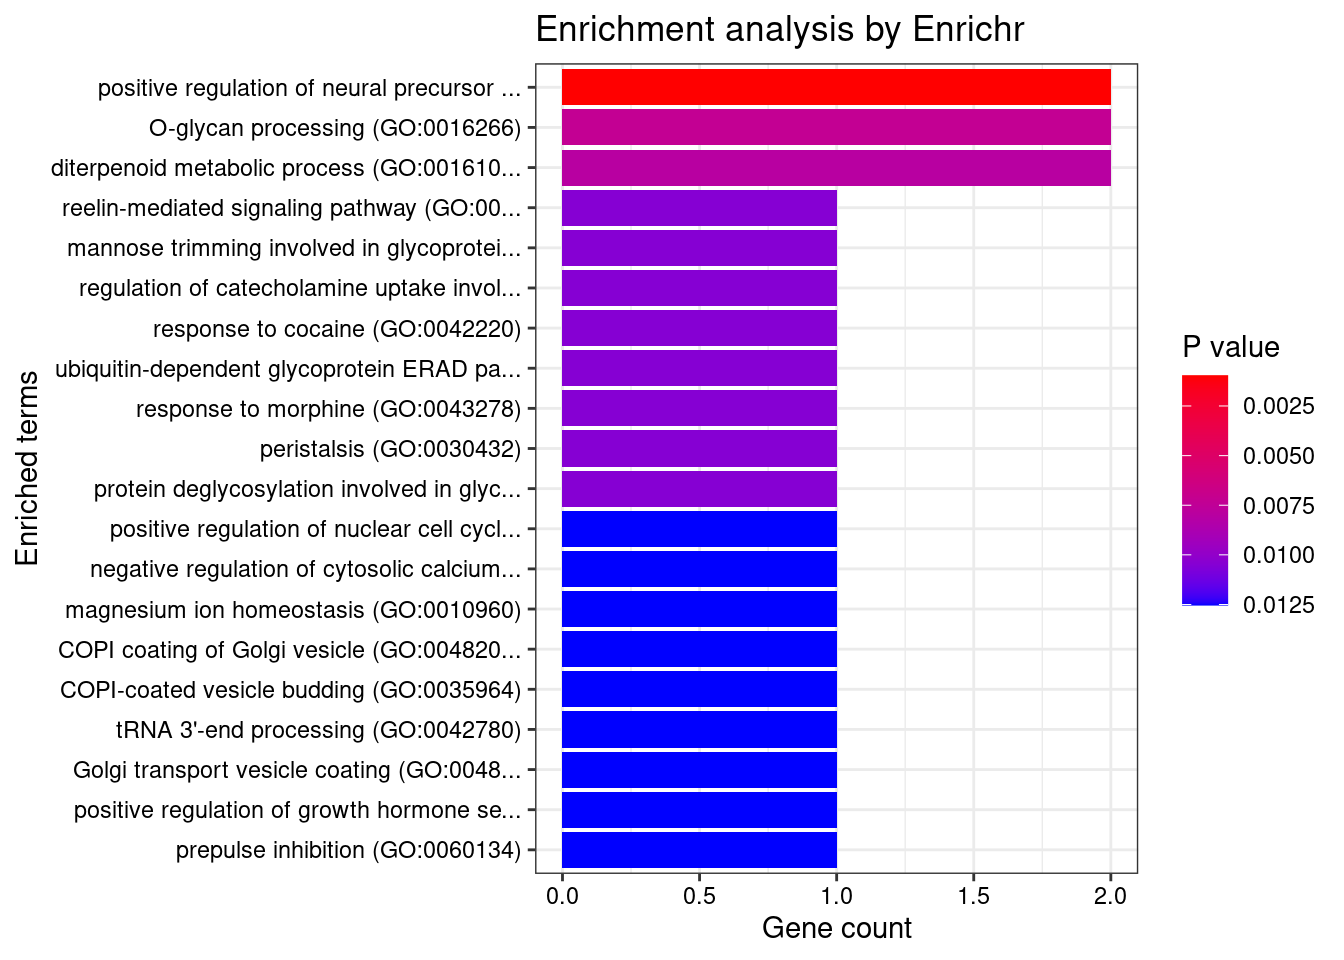 Enrichment analysis by Enrichr
positive regulation of neural precursor ...
O-glycan processing (GO:0016266)
diterpenoid metabolic process (GO:001610...
reelin-mediated signaling pathway (GO:00...
mannose trimming involved in glycoprotei...
regulation of catecholamine uptake invol...
response to cocaine (GO:0042220)
ubiquitin-dependent glycoprotein ERAD pa...
response to morphine (GO:0043278)
peristalsis (GO:0030432)
protein deglycosylation involved in glyc...
positive regulation of nuclear cell cycl...
negative regulation of cytosolic calcium...
magnesium ion homeostasis (GO:0010960)
COPI coating of Golgi vesicle (GO:004820...
COPI-coated vesicle budding (GO:0035964)
tRNA 3'-end processing (GO:0042780)
Golgi transport vesicle coating (GO:0048...
positive regulation of growth hormone se...
prepulse inhibition (GO:0060134)
Enriched terms
0.0 0.5 1.0 1.5 2.0
Gene count
P value
0.0025
0.0050
0.0075
0.0100
0.0125